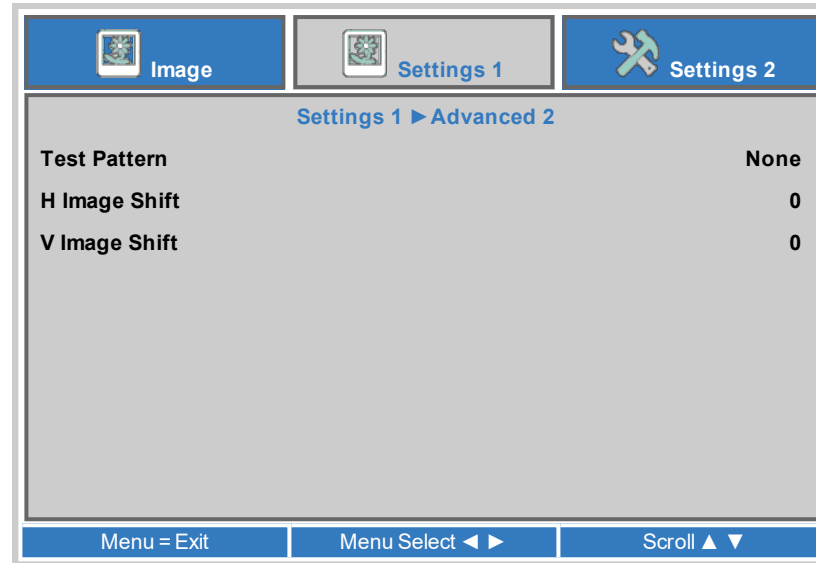 Image
Settings 1
Settings 2
Settings 1 ►Advanced 2
Test Pattern None
H Image Shift 0
V Image Shift 0
Menu = Exit
Menu Select ◄ ►
Scroll ▲ ▼